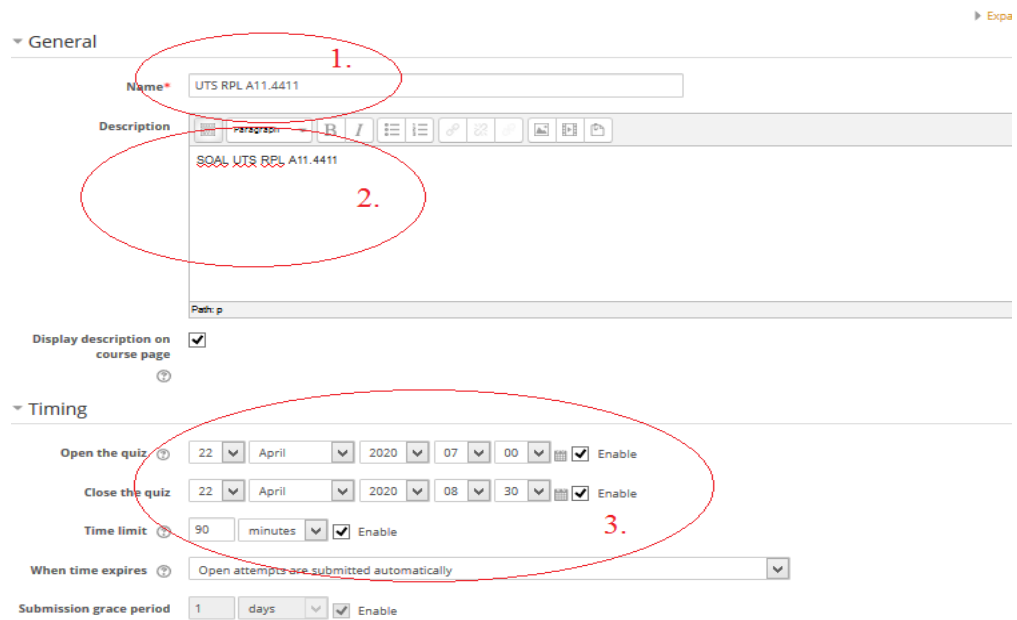 Expa
General
1.
Name* UTS RPL A11.4411
Description Paragraph B I
SOAL UTS RPL A11.4411
2.
Path: p
Display description on
course page
Timing
Open the quiz 22 April 2020 07 00 Enable
Close the quiz 22 April 2020 08 30 Enable
Time limit 90 minutes Enable
3.
When time expires Open attempts are submitted automatically
Submission grace period 1 days Enable